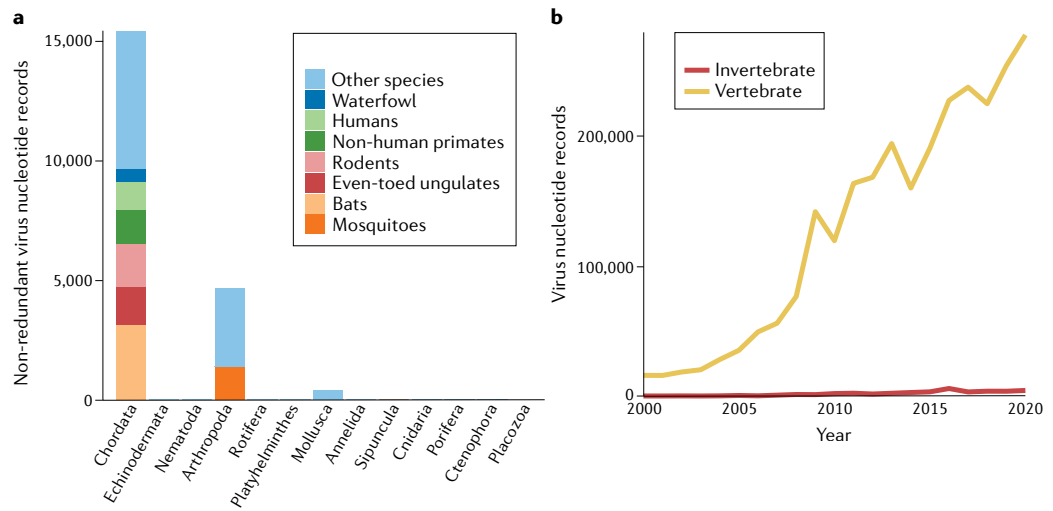 a
Non-redundant virus nucleotide records
15,000
10,000
5,000
0
Other species
Waterfowl
Humans
Non-human primates
Rodents
Even-toed ungulates
Bats
Mosquitoes
Chordata
Echinodermata
Nematoda
Arthropoda
Rotifera
Platyhelminthes
Mollusca
Annelida
Sipuncula
Cnidaria
Porifera
Ctenophora
Placozoa
b
Virus nucleotide records
200,000
100,000
0
Invertebrate
Vertebrate
2000
2005
2010
2015
2020
Year